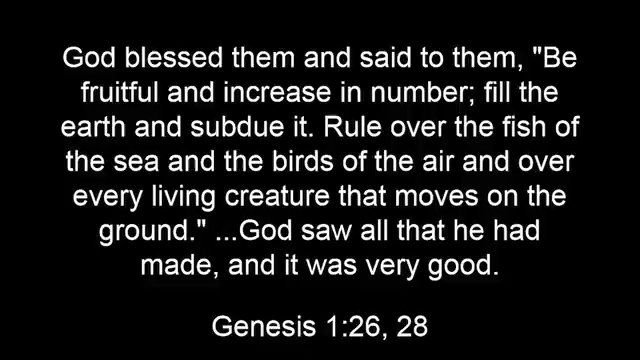 God blessed them and said to them, "Be
fruitful and increase in number; fill the
earth and subdue it. Rule over the fish of
the sea and the birds of the air and over
every living creature that moves on the
ground." ...God saw all that he had
made, and it was very good.
Genesis 1:26, 28